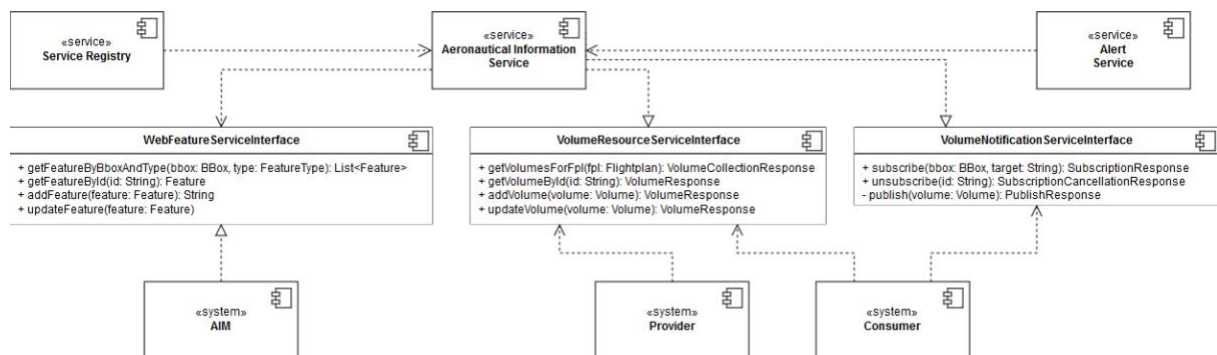 «service»
Service Registry
«service»
Aeronautical Information
Service
«service»
Alert
Service
WebFeatureServiceInterface
+ getFeatureByBboxAndType(bbox: BBox, type: FeatureType): List<Feature>
+ getFeatureById(id: String): Feature
+ addFeature(feature: Feature): String
+ updateFeature(feature: Feature)
VolumeResourceServiceInterface
+ getVolumesForFpl(fpl: Flightplan): VolumeCollectionResponse
+ getVolumeById(id: String): VolumeResponse
+ addVolume(volume: Volume): VolumeResponse
+ updateVolume(volume: Volume): VolumeResponse
VolumeNotificationServiceInterface
+ subscribe(bbox: BBox, target: String): SubscriptionResponse
+ unsubscribe(id: String): SubscriptionCancellationResponse
- publish(volume: Volume): PublishResponse
«system»
AIM
«system»
Provider
«system»
Consumer